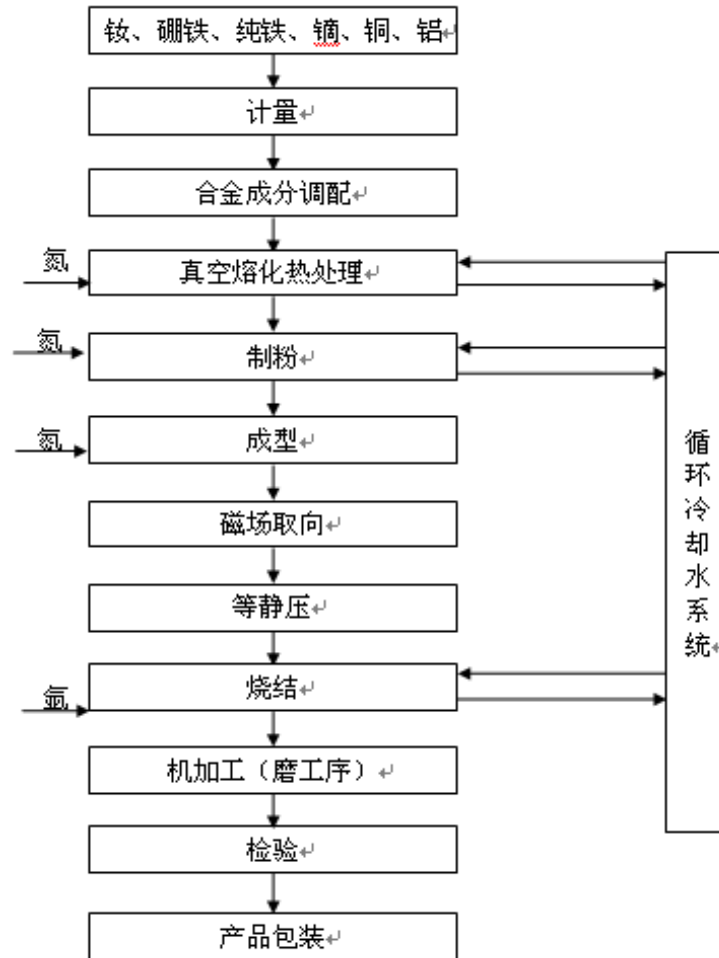 钕、硼铁、纯铁、镝、铜、铝
计量
合金成分调配
氮
真空熔化热处理
氮
制粉
氮
成型
磁场取向
等静压
氩
烧结
机加工（磨工序）
检验
产品包装
循环冷却水系统